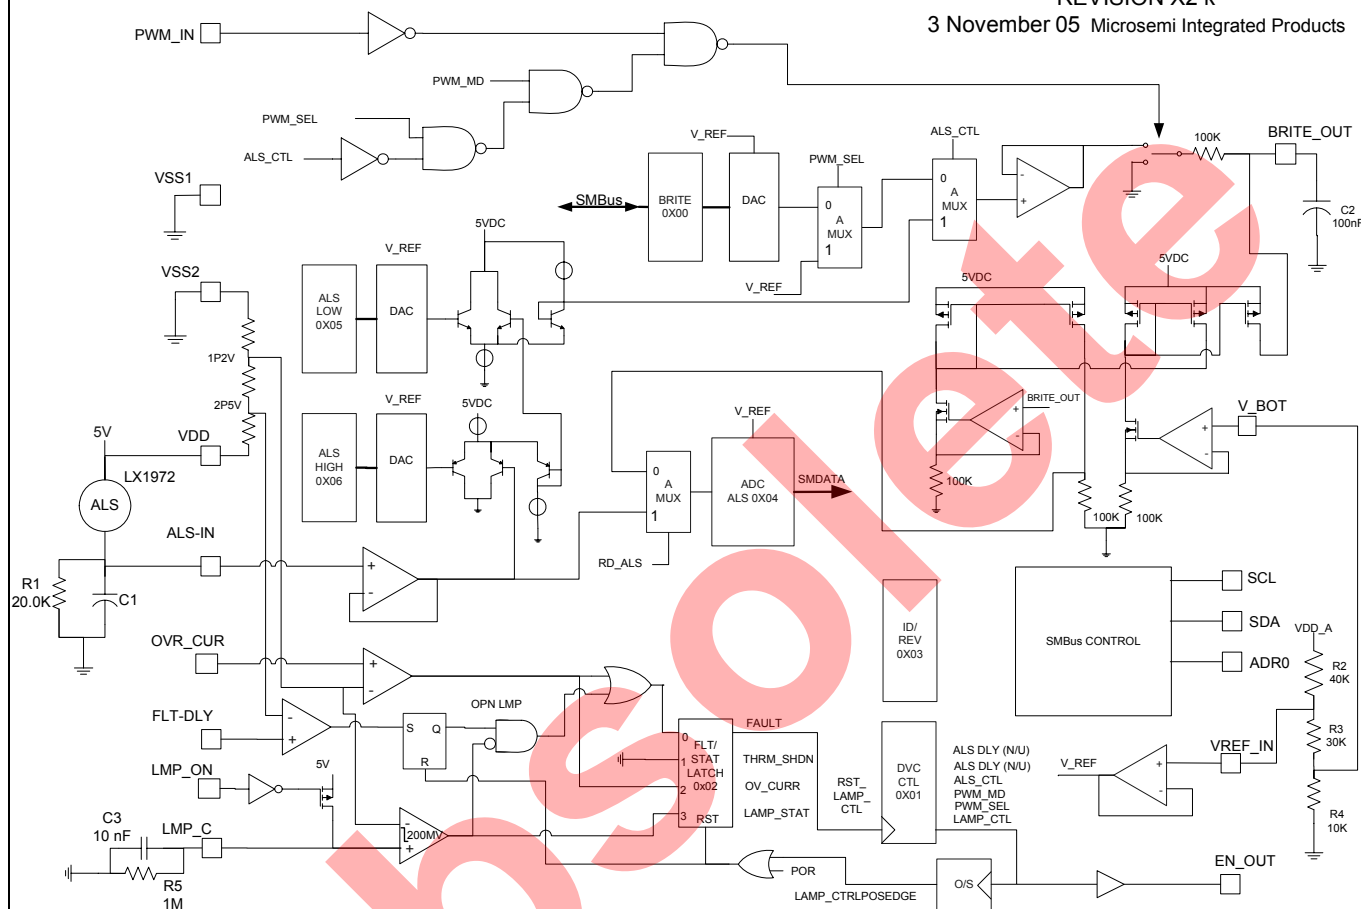 REVISION X2 k
3 November 05 Microsemi Integrated Products
PWM_IN
PWM_MD
PWM_SEL
ALS_CTL
VSS1
VSS2
1P2V
2P5V
5V
VDD
LX1972
ALS
ALS-IN
R1
20.0K
C1
OVR_CUR
FLT-DLY
LMP_ON
C3
10 nF
LMP_C
R5
1M
SMBus
BRITE
0X00
V_REF
DAC
PWM_SEL
0
A
MUX
1
V_REF
ALS_CTL
0
A
MUX
1
100K
BRITE_OUT
C2
100nF
ALS
LOW
0X05
V_REF
DAC
5VDC
ALS
HIGH
0X06
V_REF
DAC
5VDC
0
A
MUX
1
RD_ALS
V_REF
ADC
ALS 0X04
SMDATA
5VDC
5VDC
BRITE_OUT
+
-
100K
100K
100K
V_BOT
+
-
ID/
REV
0X03
SMBus CONTROL
SCL
SDA
ADR0
VDD_A
R2
40K
R3
30K
R4
10K
VREF_IN
V_REF
+
-
-
+
+
-
+
-
-
+
S
Q
R
OPN LMP
5V
-
200MV
+
0
FLT/
1
STAT
LATCH
2
0x02
3
RST
FAULT
THRM_SHDN
OV_CURR
LAMP_STAT
RST_
LAMP_
CTL
DVC
CTL
0X01
ALS DLY (N/U)
ALS DLY (N/U)
ALS_CTL
PWM_MD
PWM_SEL
LAMP_CTL
POR
LAMP_CTRLPOSEDGE
O/S
EN_OUT
obsolete